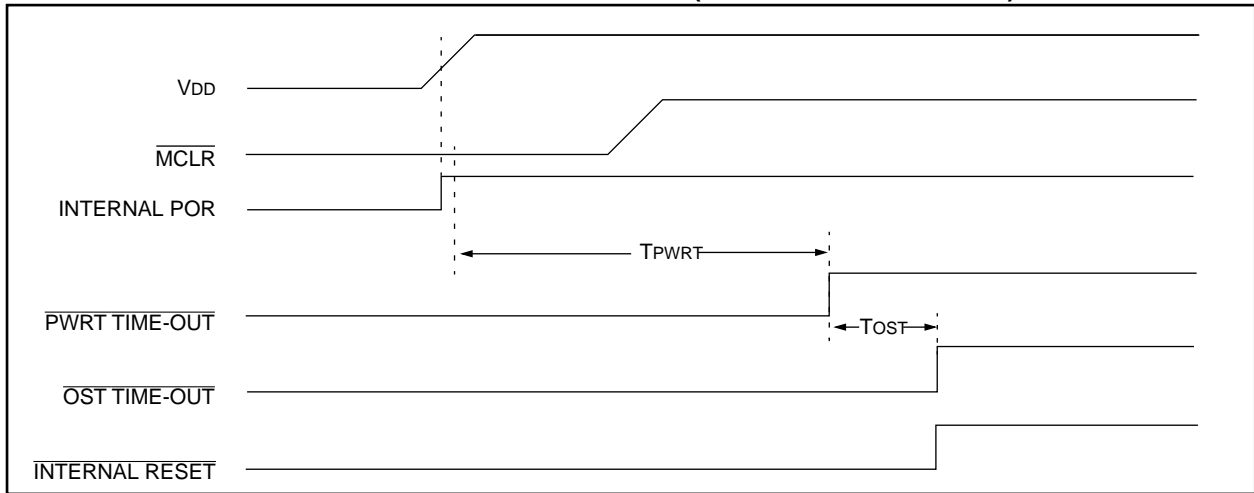 VDD
MCLR
INTERNAL POR
TPWRT
PWRT TIME-OUT
TOST
OST TIME-OUT
INTERNAL RESET